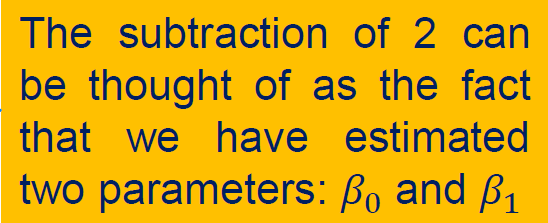 The subtraction of 2 can
be thought of as the fact
that we have estimated
two parameters: β₀ and β₁